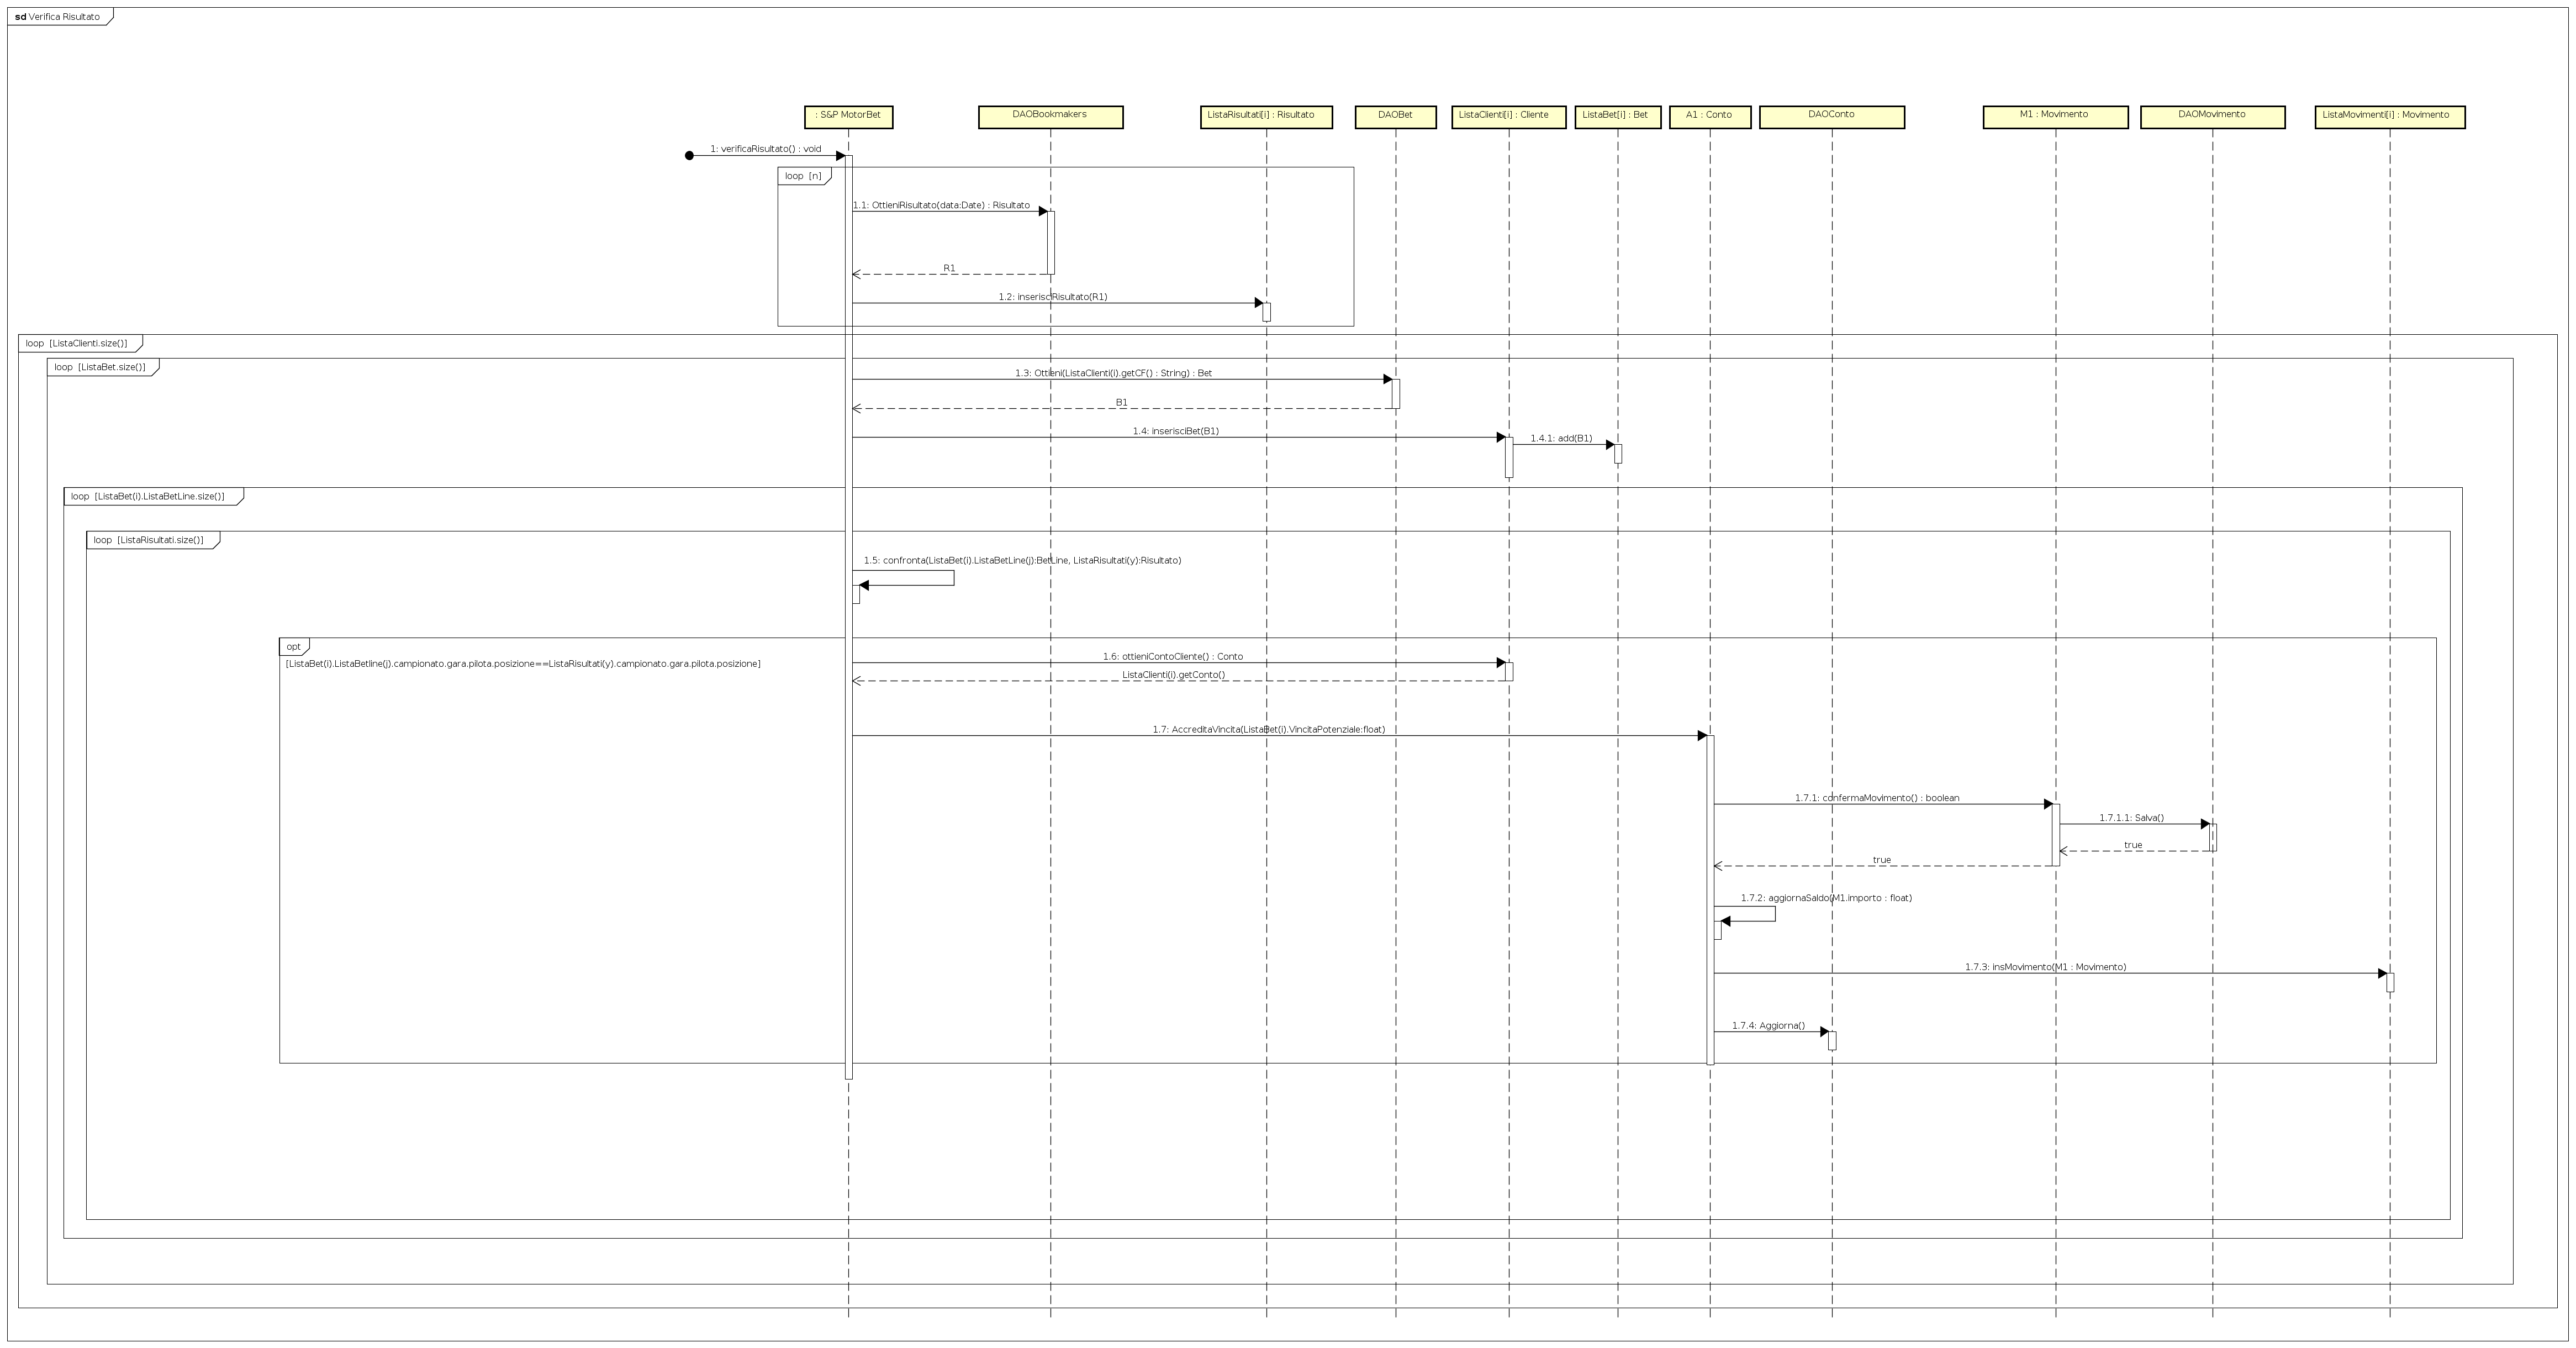 sd Verifica Risultato
: S&P MotorBet
DAOBookmakers
ListaRisultati[i] : Risultato
DAOBet
ListaClienti[i] : Cliente
ListaBet[i] : Bet
A1 : Conto
DAOConto
M1 : Movimento
DAOMovimento
ListaMovimenti[i] : Movimento
1: verificaRisultato() : void
loop [n]
1.1: OttieniRisultato(data:Date) : Risultato
R1
1.2: inserisciRisultato(R1)
loop [ListaClienti.size()]
loop [ListaBet.size()]
1.3: Ottieni(ListaClienti(i).getCF() : String) : Bet
B1
1.4: inserisciBet(B1)
1.4.1: add(B1)
loop [ListaBet(i).ListaBetLine.size()]
loop [ListaRisultati.size()]
1.5: confronta(ListaBet(i).ListaBetLine(j):BetLine, ListaRisultati(y):Risultato)
opt
[ListaBet(i).ListaBetline(j).campionato.gara.pilota.posizione==ListaRisultati(y).campionato.gara.pilota.posizione]
1.6: ottieniContoCliente() : Conto
ListaClienti(i).getConto()
1.7: AccreditaVincita(ListaBet(i).VincitaPotenziale:float)
1.7.1: confermaMovimento() : boolean
1.7.1.1: Salva()
true
true
1.7.2: aggiornaSaldo(M1.importo : float)
1.7.3: insMovimento(M1 : Movimento)
1.7.4: Aggiorna()